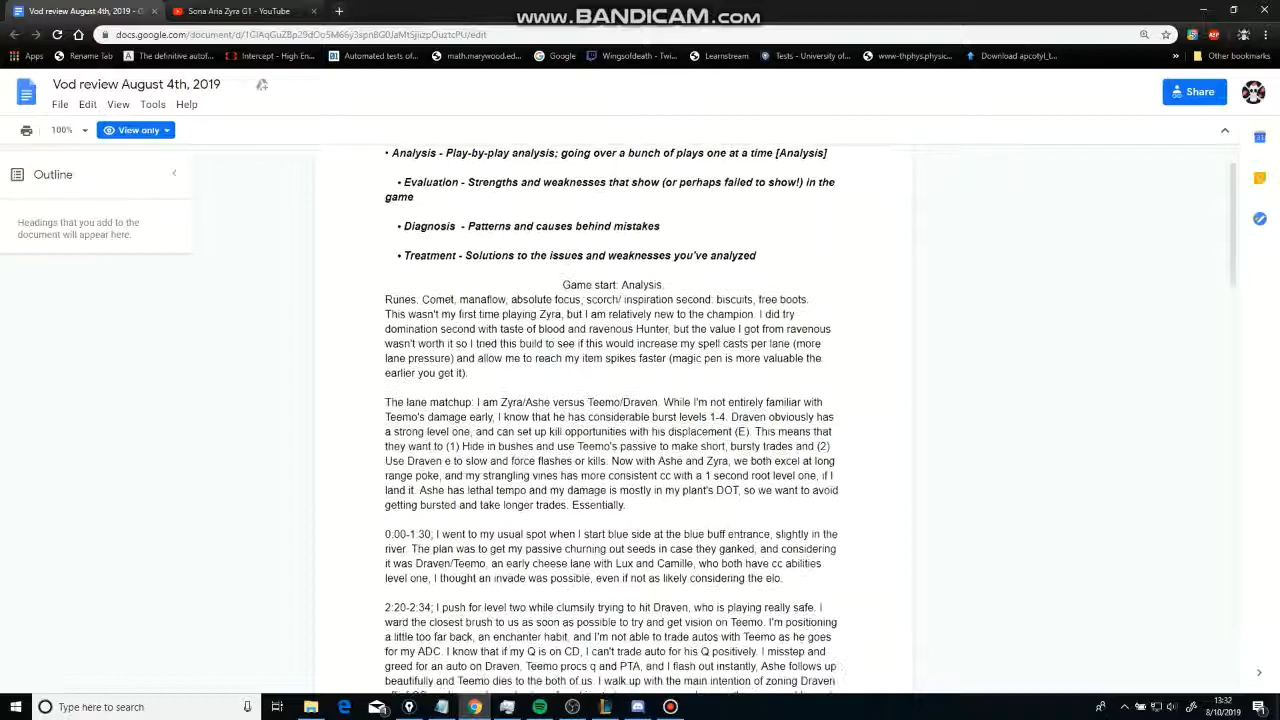 Vod review August 4th, 2019 - G
Sona Aria Zyra G1 - YouTube
www.BANDICAM.com
Apps
Rename Tab
The definitive autof...
Intercept - High En...
Automated tests of...
math.marywood.ed...
Google
Wingsofdeath - Twi...
Learnstream
Tests - University of...
www-thphys.physic...
Download apcotyl_t...
»
Other bookmarks
Vod review August 4th, 2019
File Edit View Tools Help
Share
100%
View only
Outline
Headings that you add to the
document will appear here.
• Analysis - Play-by-play analysis; going over a bunch of plays one at a time [Analysis]
• Evaluation - Strengths and weaknesses that show (or perhaps failed to show!) in the
game
• Diagnosis - Patterns and causes behind mistakes
• Treatment - Solutions to the issues and weaknesses you've analyzed
Game start: Analysis.
Runes. Comet, manaflow, absolute focus, scorch/ inspiration second: biscuits, free boots.
This wasn't my first time playing Zyra, but I am relatively new to the champion. I did try
domination second with taste of blood and ravenous Hunter, but the value I got from ravenous
wasn't worth it so I tried this build to see if this would increase my spell casts per lane (more
lane pressure) and allow me to reach my item spikes faster (magic pen is more valuable the
earlier you get it).
The lane matchup: I am Zyra/Ashe versus Teemo/Draven. While I'm not entirely familiar with
Teemo's damage early, I know that he has considerable burst levels 1-4. Draven obviously has
a strong level one, and can set up kill opportunities with his displacement (E). This means that
they want to (1) Hide in bushes and use Teemo's passive to make short, bursty trades and (2)
Use Draven e to slow and force flashes or kills. Now with Ashe and Zyra, we both excel at long
range poke, and my strangling vines has more consistent cc with a 1 second root level one, if I
land it. Ashe has lethal tempo and my damage is mostly in my plant's DOT, so we want to avoid
getting bursted and take longer trades. Essentially.
0:00-1:30; I went to my usual spot when I start blue side at the blue buff entrance, slightly in the
river. The plan was to get my passive churning out seeds in case they ganked, and considering
it was Draven/Teemo, an early cheese lane with Lux and Camille, who both have cc abilities
level one, I thought an invade was possible, even if not as likely considering the elo.
2:20-2:34; I push for level two while clumsily trying to hit Draven, who is playing really safe. I
ward the closest brush to us as soon as possible to try and get vision on Teemo. I'm positioning
a little too far back, an enchanter habit, and I'm not able to trade autos with Teemo as he goes
for my ADC. I know that if my Q is on CD, I can't trade auto for his Q positively. I misstep and
greed for an auto on Draven, Teemo procs q and PTA, and I flash out instantly, Ashe follows up
beautifully and Teemo dies to the both of us. I walk up with the main intention of zoning Draven
Type here to search
13:32
8/10/2019